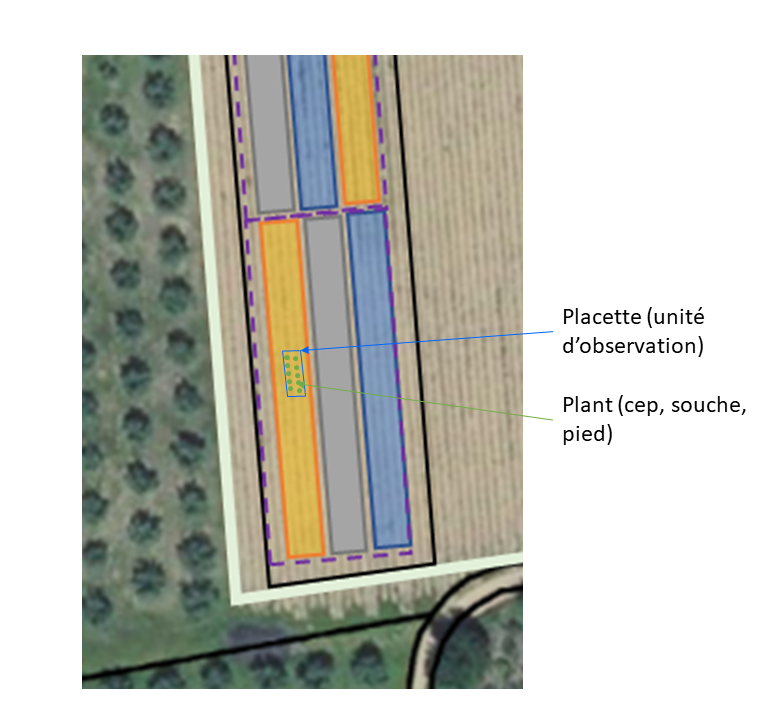 Placette (unité
d’observation)
Plant (cep, souche,
pied)